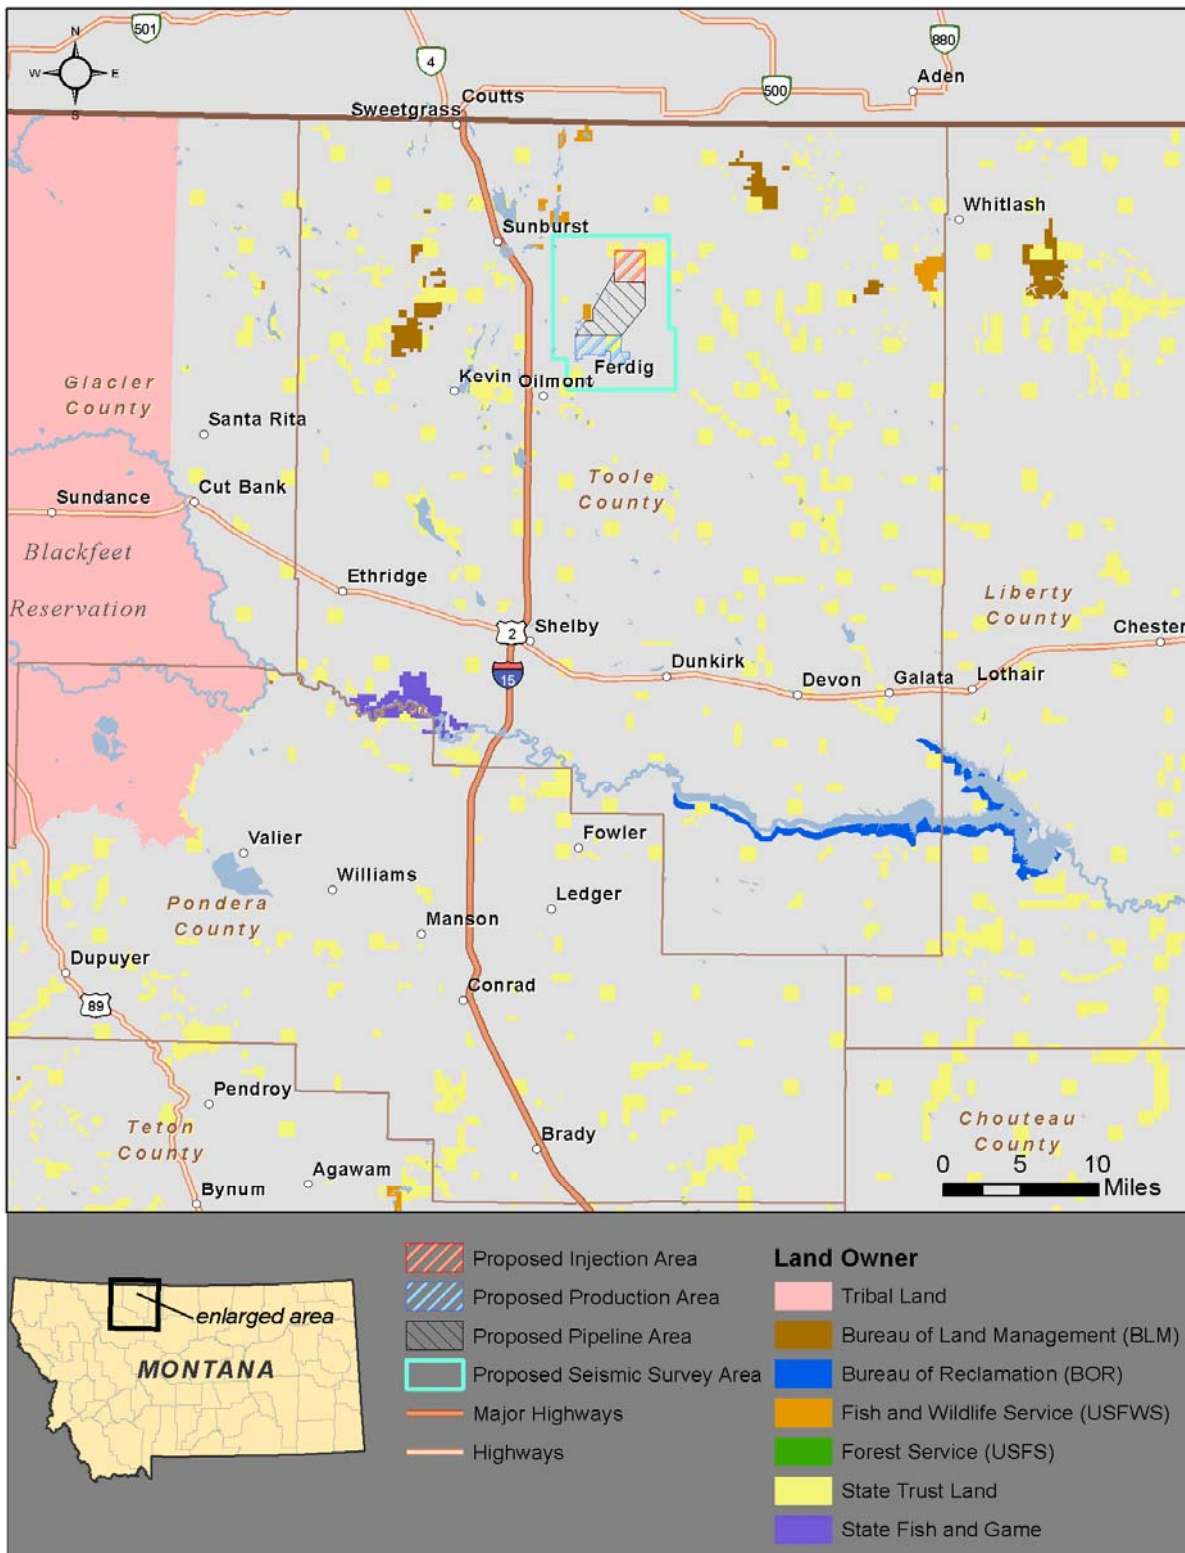 501
N
W E
S
4
880
500
Aden
Coutts
Sweetgrass
Whitlash
Sunburst
Ferdig
Kevin
Oilmont
Glacier
County
Santa Rita
Toole
County
Sundance
Cut Bank
Blackfeet
Reservation
Ethridge
Liberty
County
2
Shelby
Chester
15
Dunkirk
Devon
Galata
Lothair
Valier
Fowler
Williams
Ledger
Pondera
County
Manson
Dupuyer
89
Conrad
Pendroy
Teton
County
Brady
Chouteau
County
Agawam
Bynum
0 5 10
Miles
enlarged area
MONTANA
Proposed Injection Area
Proposed Production Area
Proposed Pipeline Area
Proposed Seismic Survey Area
Major Highways
Highways
Land Owner
Tribal Land
Bureau of Land Management (BLM)
Bureau of Reclamation (BOR)
Fish and Wildlife Service (USFWS)
Forest Service (USFS)
State Trust Land
State Fish and Game